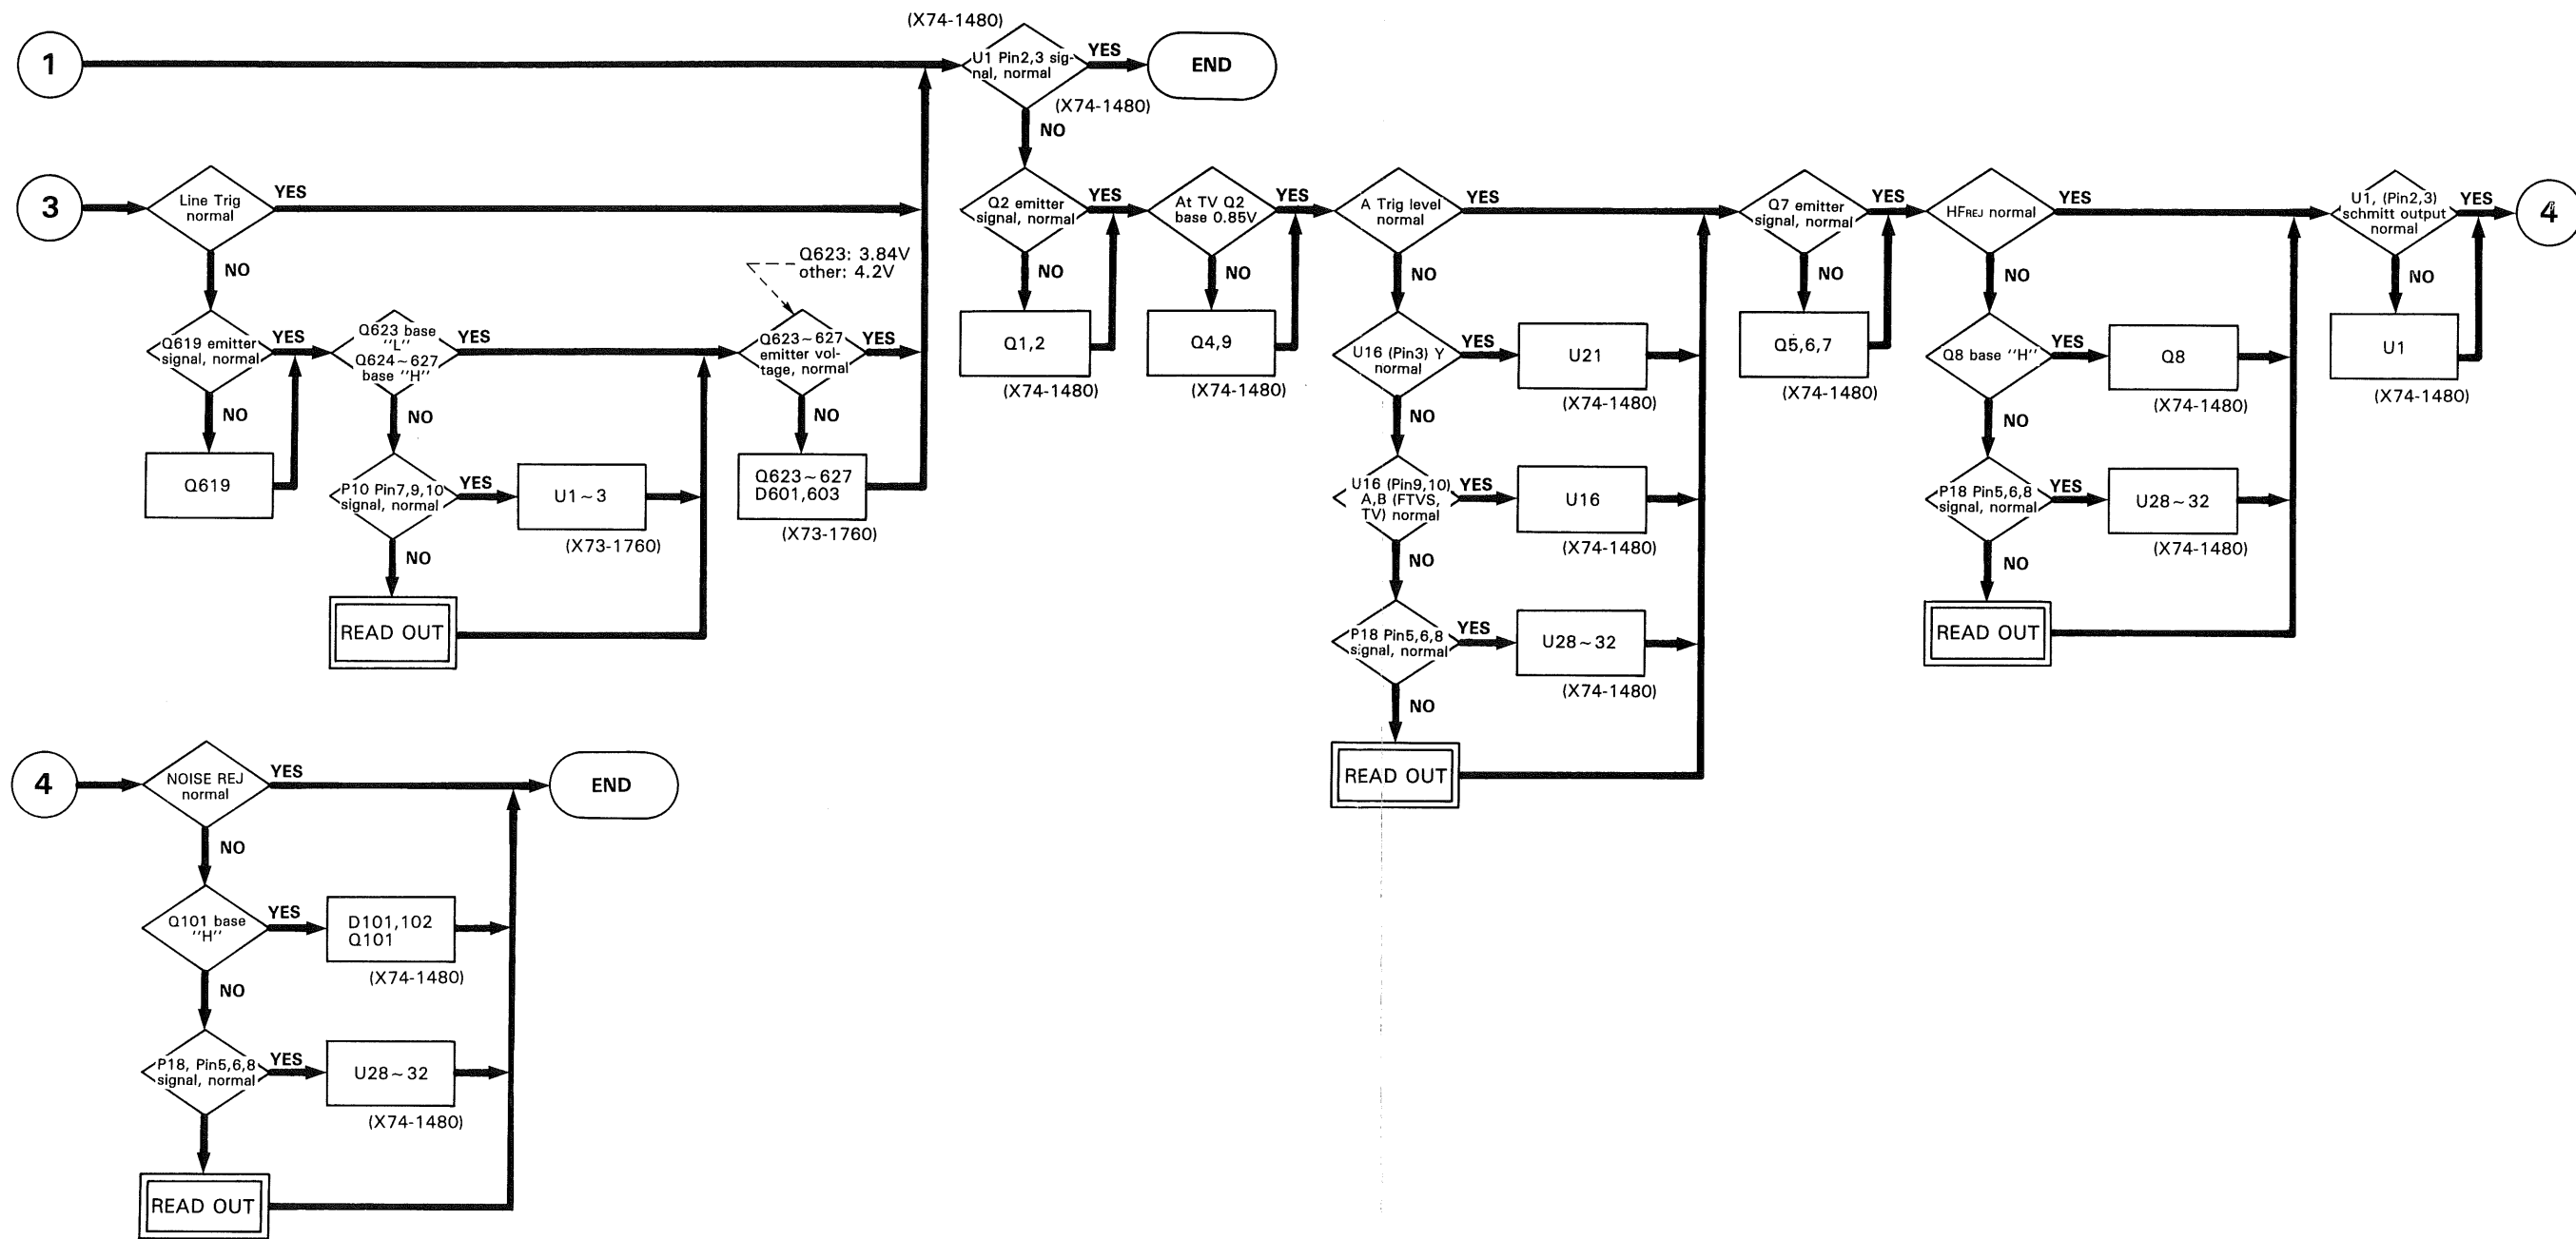 (X74-1480)
1
U1 Pin2,3 sig-
nal, normal
YES
END
(X74-1480)
NO
3
Line Trig
normal
YES
NO
Q623: 3.84V
other: 4.2V
Q619 emitter
signal, normal
YES
NO
Q619
Q623 base
"L"
Q624~627
base "H"
YES
NO
P10 Pin7,9,10
signal, normal
YES
NO
U1~3
(X73-1760)
READ OUT
Q623~627
emitter vol-
tage, normal
YES
NO
Q623~627
D601,603
(X73-1760)
Q2 emitter
signal, normal
YES
NO
Q1,2
(X74-1480)
At TV Q2
base 0.85V
YES
NO
Q4,9
(X74-1480)
A Trig level
normal
YES
NO
U16 (Pin3) Y
normal
YES
NO
U21
(X74-1480)
U16 (Pin9,10)
A,B (FTVS,
TV) normal
YES
NO
U16
(X74-1480)
P18 Pin5,6,8
signal, normal
YES
NO
U28~32
(X74-1480)
READ OUT
Q7 emitter
signal, normal
YES
NO
Q5,6,7
(X74-1480)
HFREJ normal
YES
NO
Q8 base "H"
YES
NO
Q8
(X74-1480)
P18 Pin5,6,8
signal, normal
YES
NO
U28~32
(X74-1480)
READ OUT
U1, (Pin2,3)
schmitt output
normal
YES
NO
U1
(X74-1480)
4
4
NOISE REJ
normal
YES
END
NO
Q101 base
"H"
YES
NO
D101,102
Q101
(X74-1480)
P18, Pin5,6,8
signal, normal
YES
U28~32
(X74-1480)
READ OUT